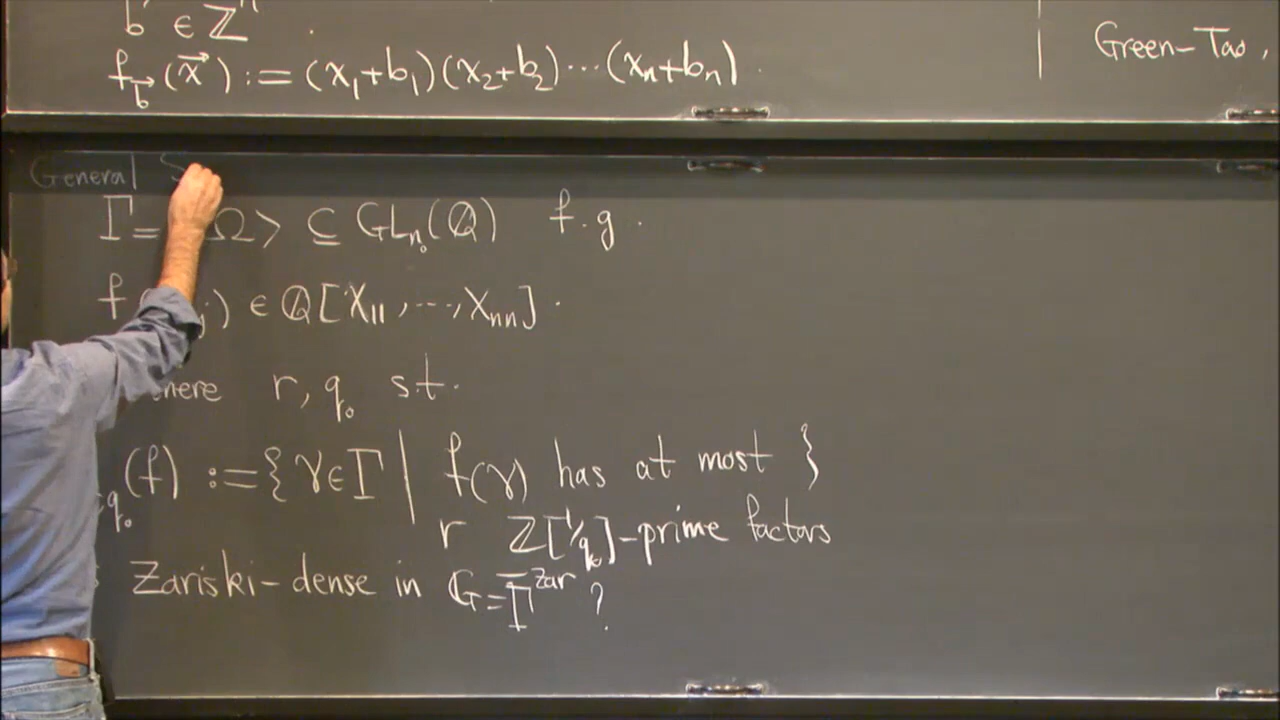 b ∈ ℤⁿ
f_b⃗(x⃗) := (x₁+b₁)(x₂+b₂)⋯(xₙ+bₙ).
Green-Tao,
General S
Γ = Ω> ⊆ GL_{n₀}(ℚ) f.g.
f ) ∈ ℚ[x₁₁, ..., xₙₙ].
here r, q₀ s.t.
q₀(f) := {γ∈Γ | f(γ) has at most }
r ℤ[1/q₀]-prime factors
Zariski-dense in 𝔾 = Γ̄^{Zar} ?